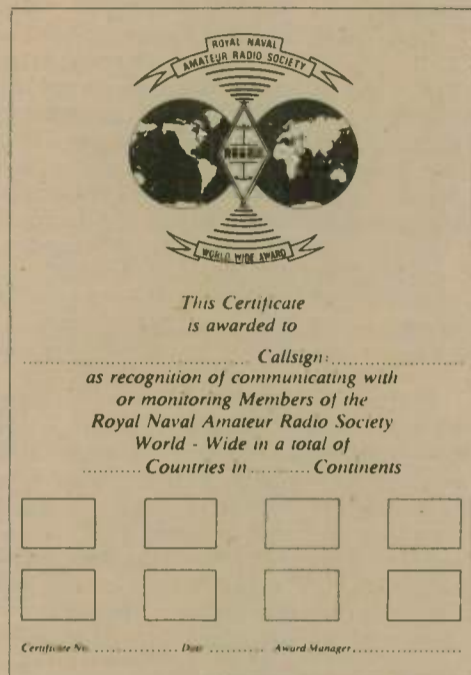 ROYAL NAVAL
AMATEUR RADIO SOCIETY
WORLD WIDE AWARD
This Certificate
is awarded to
........................................ Callsign:......................
as recognition of communicating with
or monitoring Members of the
Royal Naval Amateur Radio Society
World - Wide in a total of
.......... Countries in .......... Continents
Certificate No. ............... Date .......... Award Manager....................